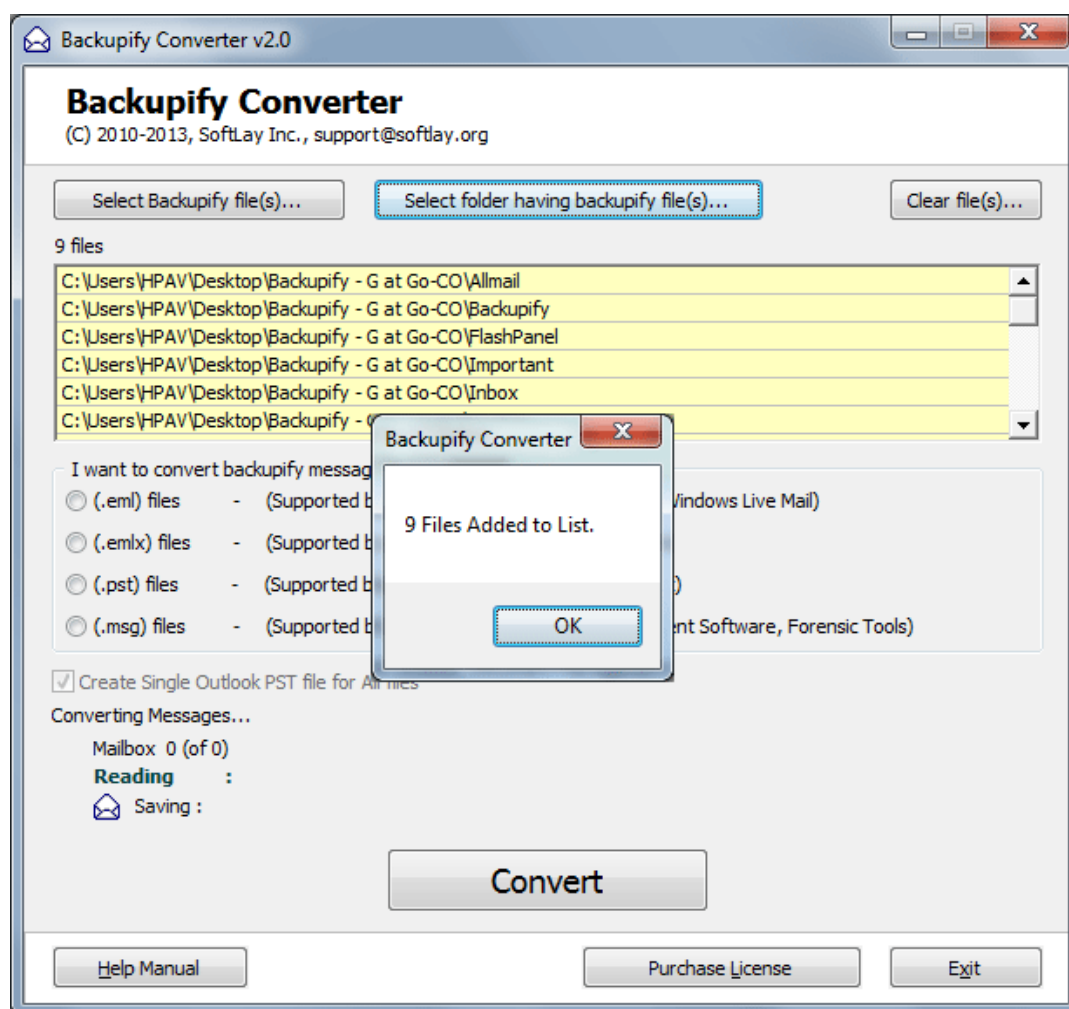 Backupify Converter v2.0
Backupify Converter
(C) 2010-2013, SoftLay Inc., support@softlay.org
Select Backupify file(s)...
Select folder having backupify file(s)...
Clear file(s)...
9 files
C:\Users\HPAV\Desktop\Backupify - G at Go-CO\Allmail
C:\Users\HPAV\Desktop\Backupify - G at Go-CO\Backupify
C:\Users\HPAV\Desktop\Backupify - G at Go-CO\FlashPanel
C:\Users\HPAV\Desktop\Backupify - G at Go-CO\Important
C:\Users\HPAV\Desktop\Backupify - G at Go-CO\Inbox
C:\Users\HPAV\Desktop\Backupify -
Backupify Converter
9 Files Added to List.
OK
I want to convert backupify
(.eml) files - (Supported Windows Live Mail)
(.emlx) files - (Supported
(.pst) files - (Supported )
(.msg) files - (Supported Software, Forensic Tools)
Create Single Outlook PST file for All files
Converting Messages...
Mailbox 0 (of 0)
Reading :
Saving :
Convert
Help Manual
Purchase License
Exit